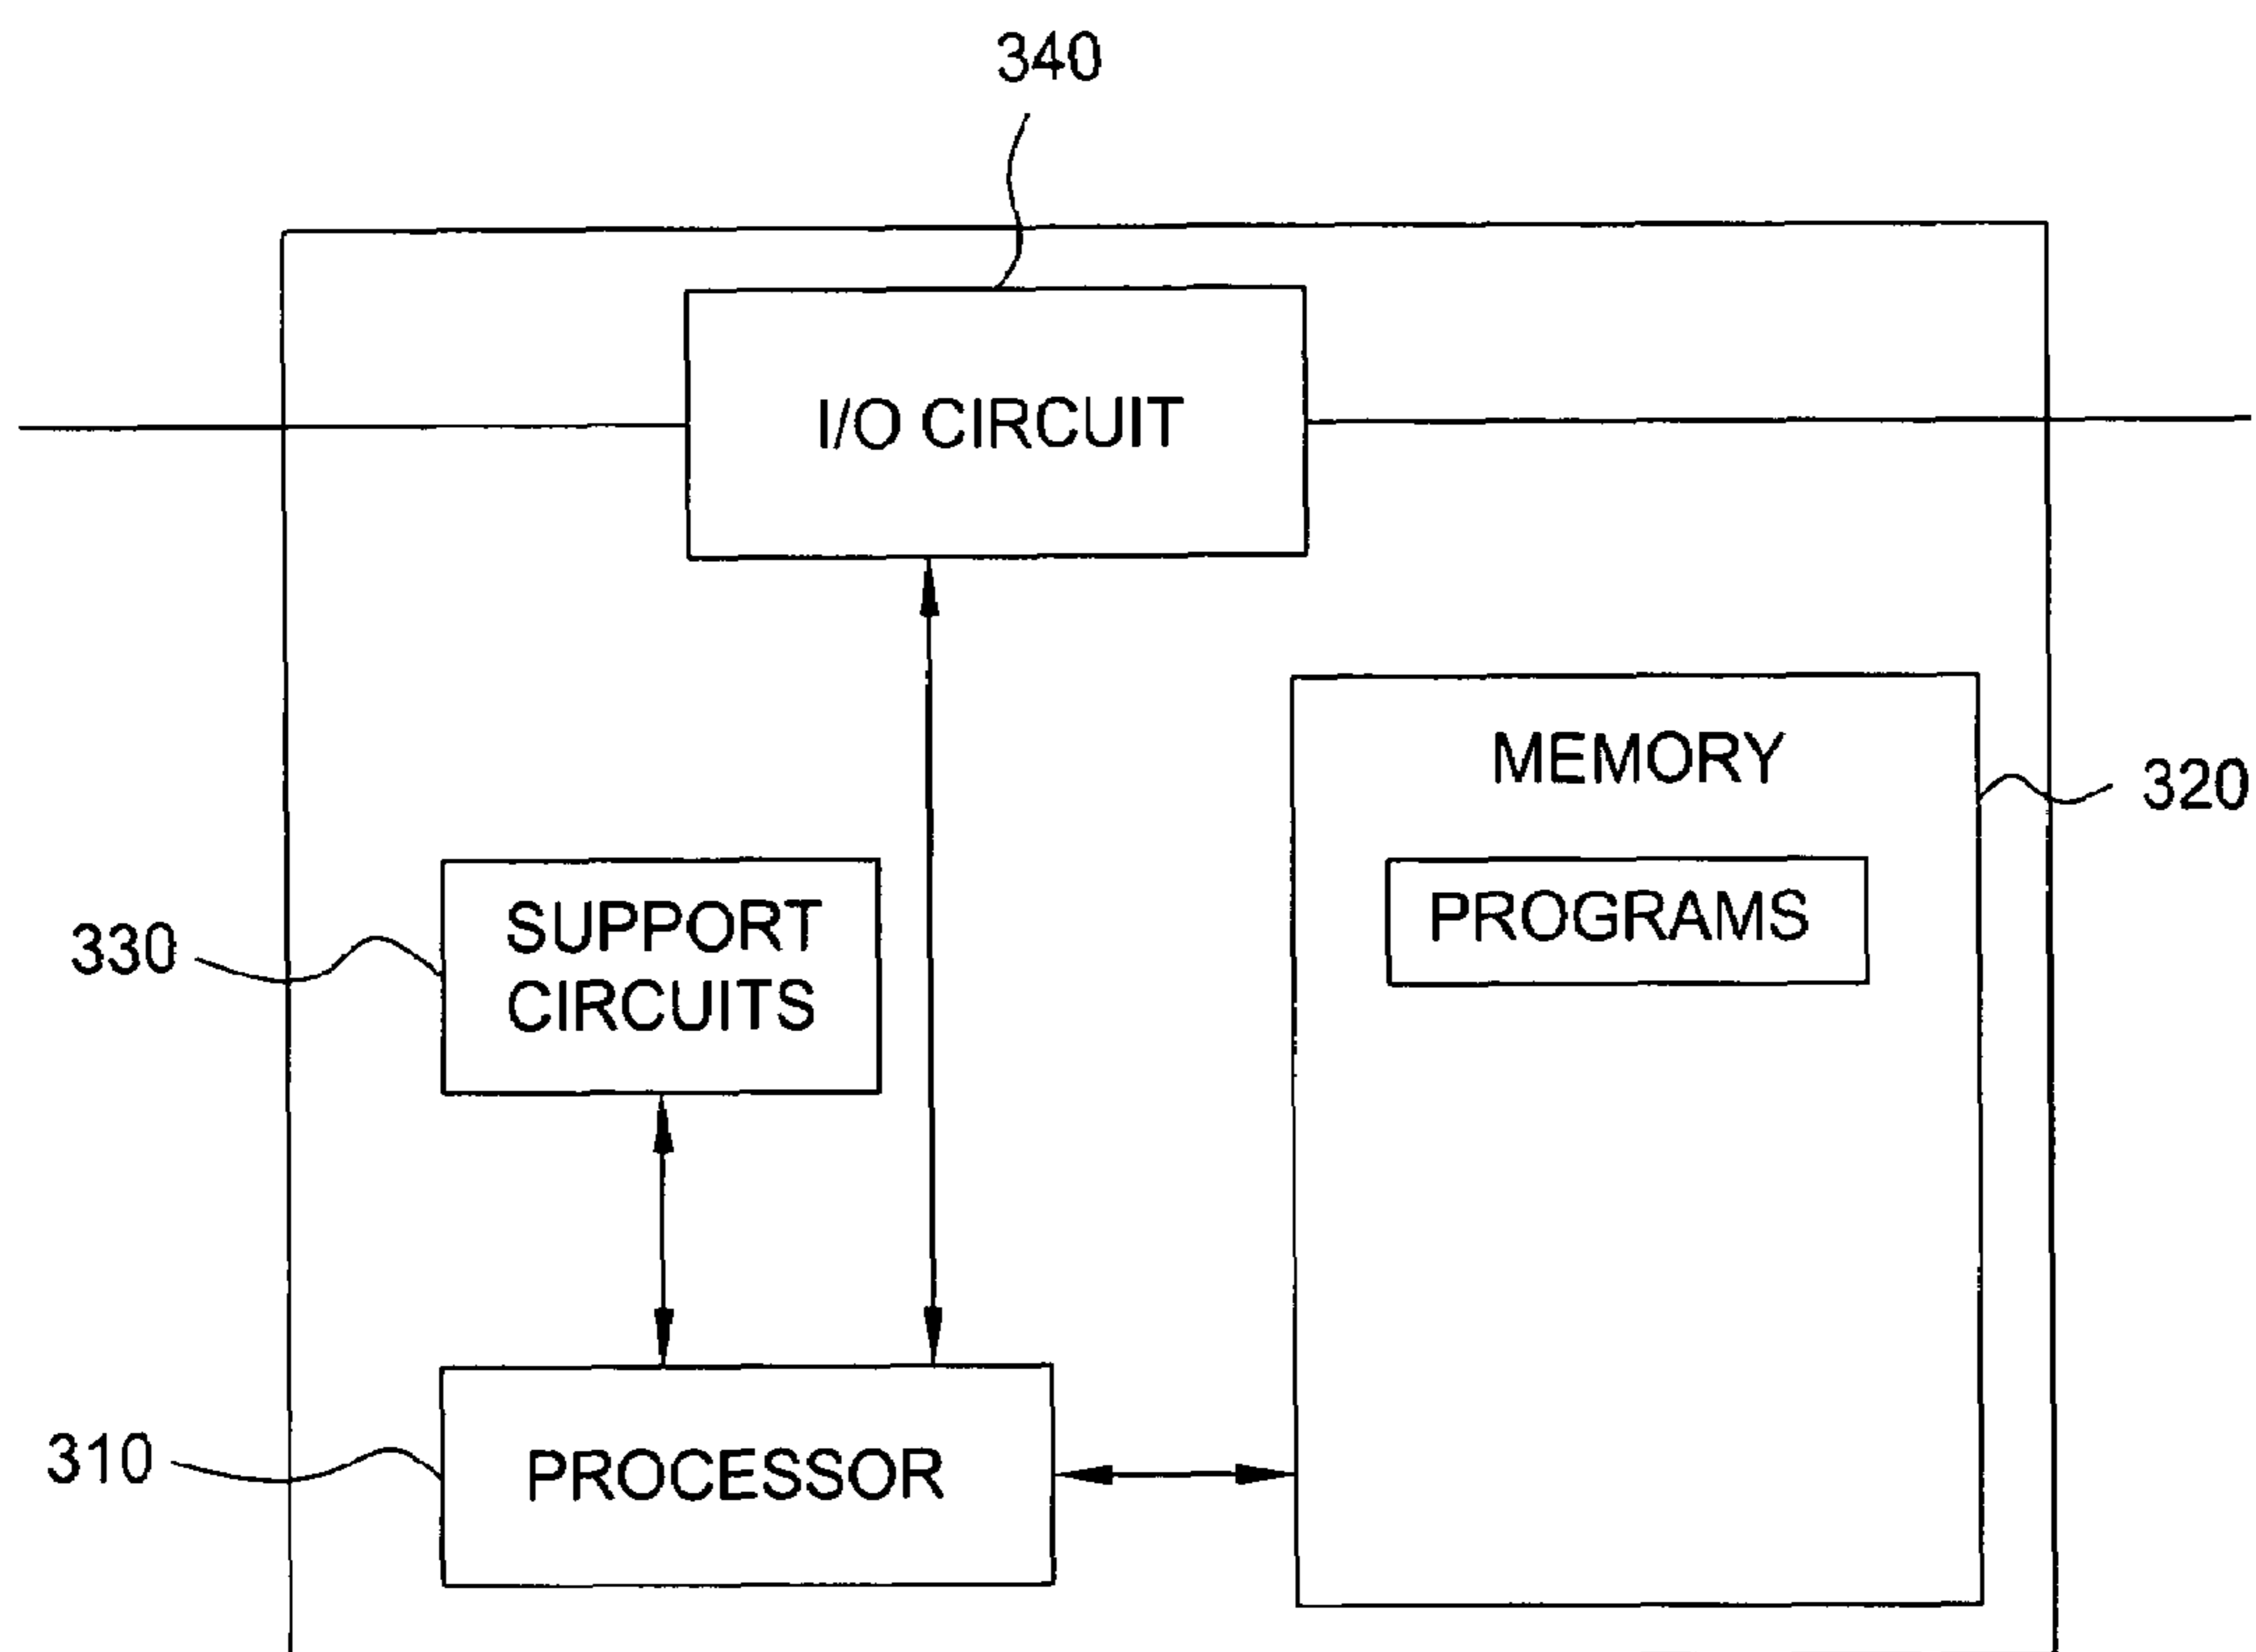 340
I/O CIRCUIT
MEMORY
320
PROGRAMS
SUPPORT
CIRCUITS
330
310
PROCESSOR